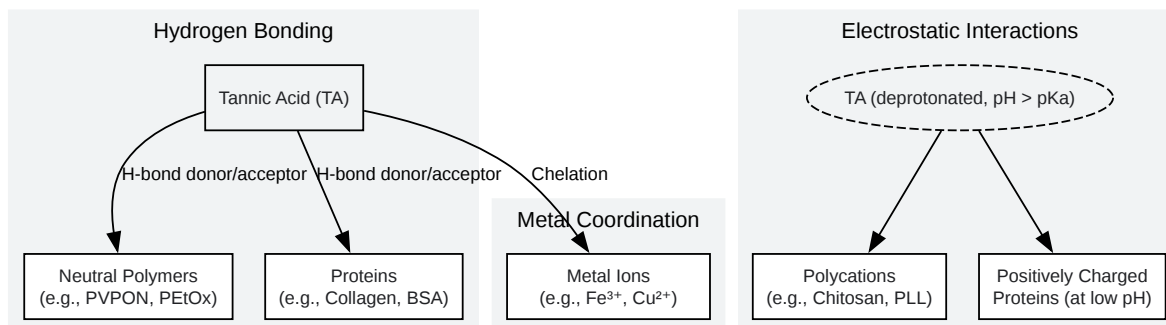 Hydrogen Bonding
Electrostatic Interactions
Tannic Acid (TA)
TA (deprotonated, pH > pKa)
H-bond donor/acceptor
H-bond donor/acceptor
Chelation
Metal Coordination
Neutral Polymers
(e.g., PVPON, PEtOx)
Proteins
(e.g., Collagen, BSA)
Metal Ions
(e.g., Fe³⁺, Cu²⁺)
Polycations
(e.g., Chitosan, PLL)
Positively Charged
Proteins (at low pH)